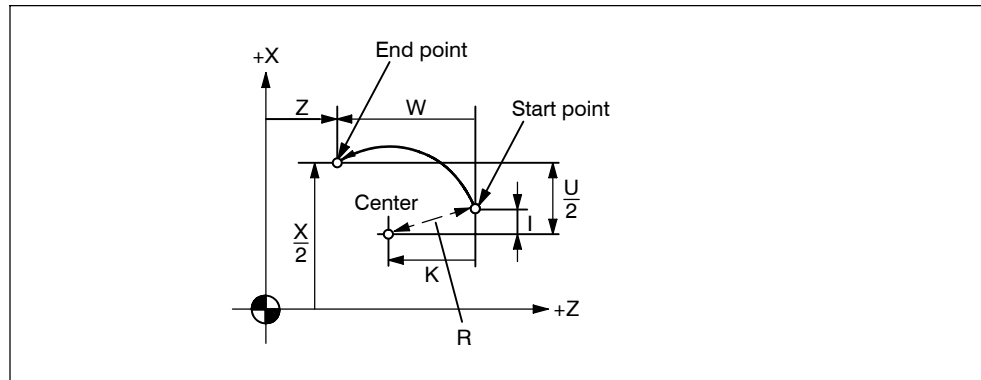 +X
End point
Z
W
Start point
Center
U
2
I
X
2
K
+Z
R